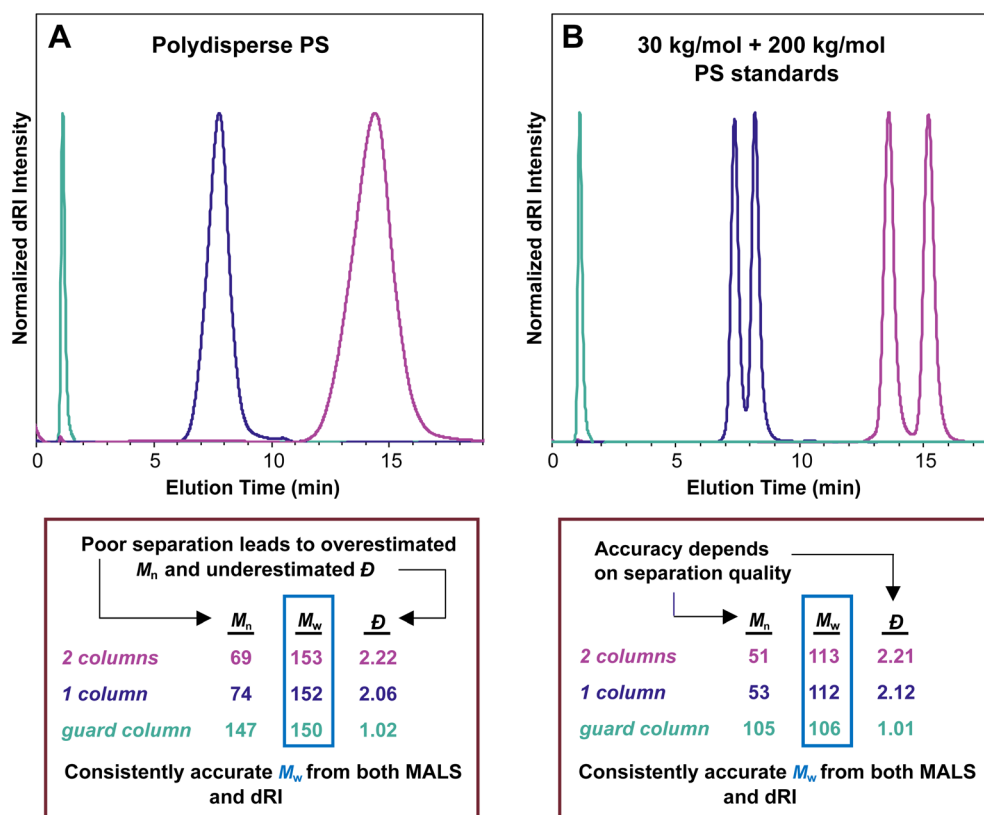 A
Polydisperse PS
Normalized dRI Intensity
0 5 10 15
Elution Time (min)
Poor separation leads to overestimated
Mn and underestimated Đ
Mn Mw Đ
2 columns 69 153 2.22
1 column 74 152 2.06
guard column 147 150 1.02
Consistently accurate Mw from both MALS
and dRI
B
30 kg/mol + 200 kg/mol
PS standards
Normalized dRI Intensity
0 5 10 15
Elution Time (min)
Accuracy depends
on separation quality
Mn Mw Đ
2 columns 51 113 2.21
1 column 53 112 2.12
guard column 105 106 1.01
Consistently accurate Mw from both MALS
and dRI